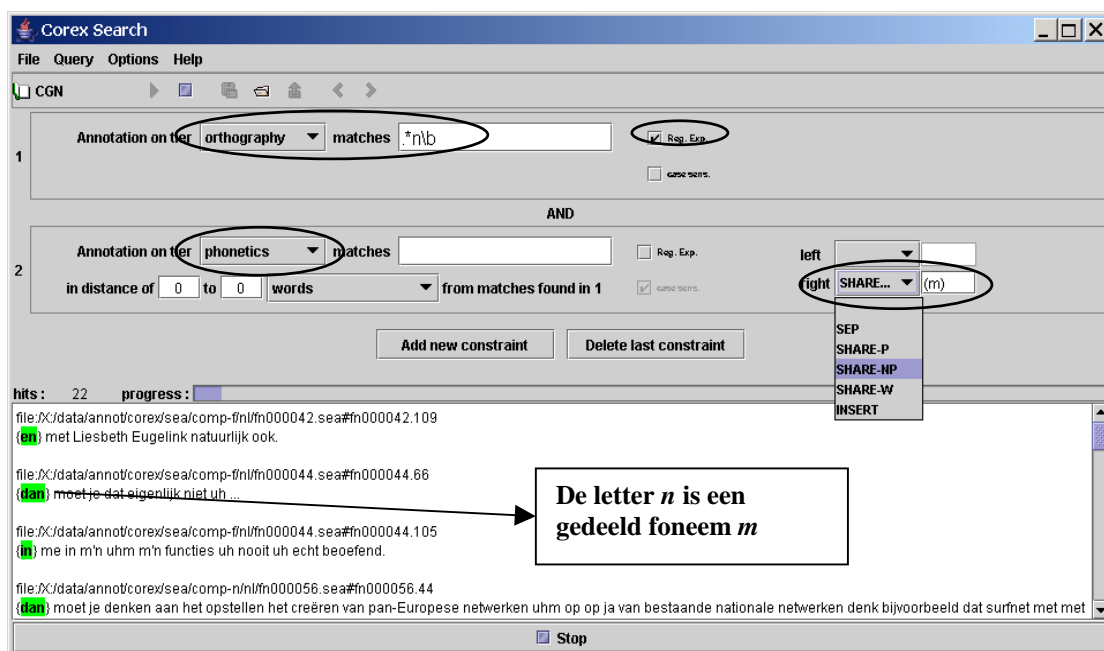 Corex Search
File Query Options Help
CGN
1 Annotation on tier orthography matches .*n\b Reg. Exp.
case sens.
AND
2 Annotation on tier phonetics matches Reg. Exp. left
in distance of 0 to 0 words from matches found in 1 case sens. right SHARE... (m)
SEP
SHARE-P
SHARE-NP
SHARE-W
INSERT
Add new constraint Delete last constraint
hits: 22 progress:
file:/X:/data/annot/corex/sea/comp-f/nl/fn000042.sea#fn000042.109
{en} met Liesbeth Eugelink natuurlijk ook.
file:/X:/data/annot/corex/sea/comp-f/nl/fn000044.sea#fn000044.66
{dan} moet je dat eigenlijk niet uh ...
De letter n is een
gedeeld foneem m
file:/X:/data/annot/corex/sea/comp-f/nl/fn000044.sea#fn000044.105
{in} me in m'n uhm m'n functies uh nooit uh echt beoefend.
file:/X:/data/annot/corex/sea/comp-n/nl/fn000056.sea#fn000056.44
{dan} moet je denken aan het opstellen het creëren van pan-Europese netwerken uhm op op ja van bestaande nationale netwerken denk bijvoorbeeld dat surfnet met met
Stop